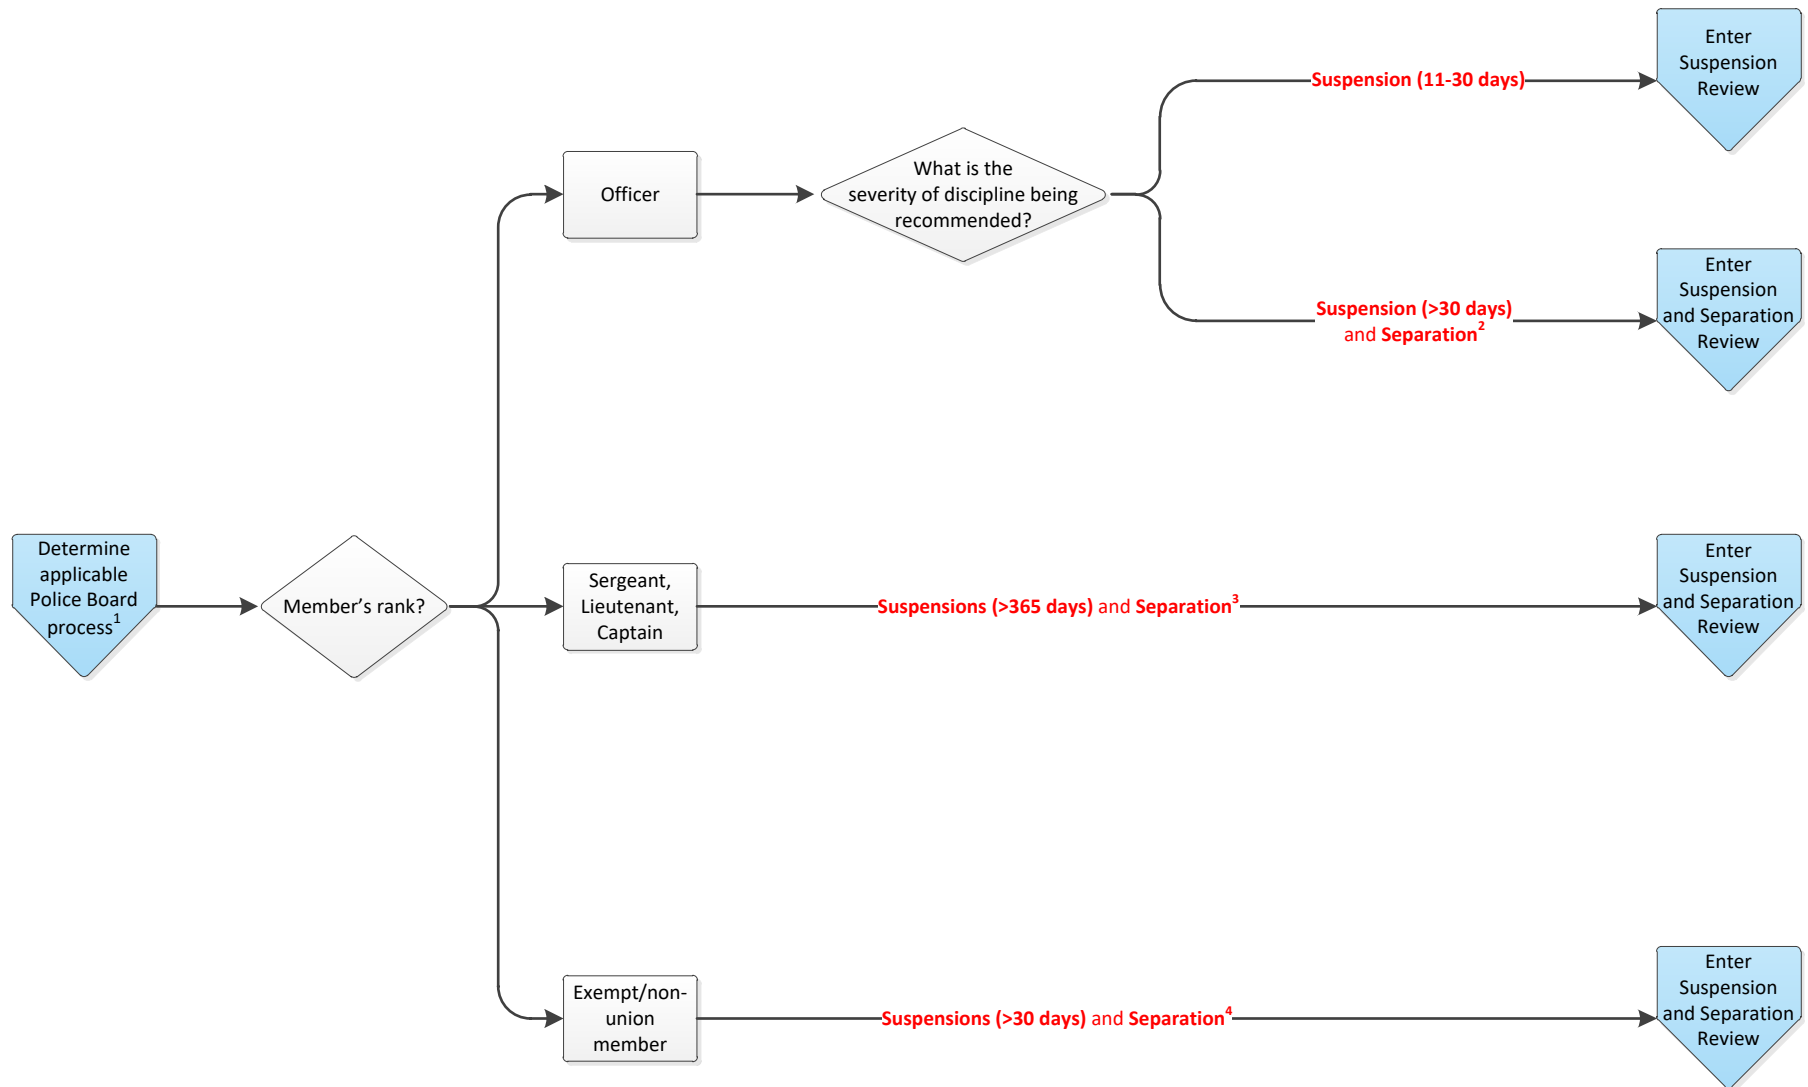 Determine
applicable
Police Board
process1
Member’s rank?
Officer
What is the
severity of discipline being
recommended?
Suspension (11-30 days)
Enter
Suspension
Review
Suspension (>30 days)
and Separation2
Enter
Suspension
and Separation
Review
Sergeant,
Lieutenant,
Captain
Suspensions (>365 days) and Separation3
Enter
Suspension
and Separation
Review
Exempt/non-
union
member
Suspensions (>30 days) and Separation4
Enter
Suspension
and Separation
Review